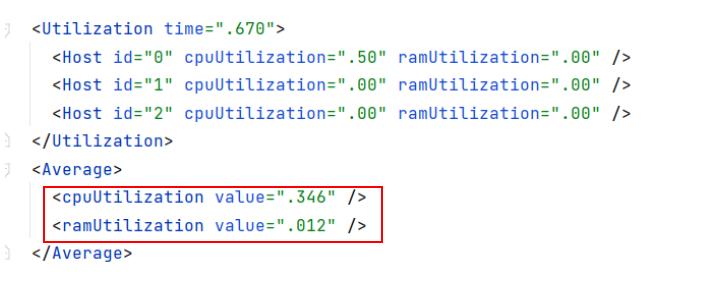 <Utilization time=".670">
<Host id="0" cpuUtilization=".50" ramUtilization=".00" />
<Host id="1" cpuUtilization=".00" ramUtilization=".00" />
<Host id="2" cpuUtilization=".00" ramUtilization=".00" />
</Utilization>
<Average>
<cpuUtilization value=".346" />
<ramUtilization value=".012" />
</Average>